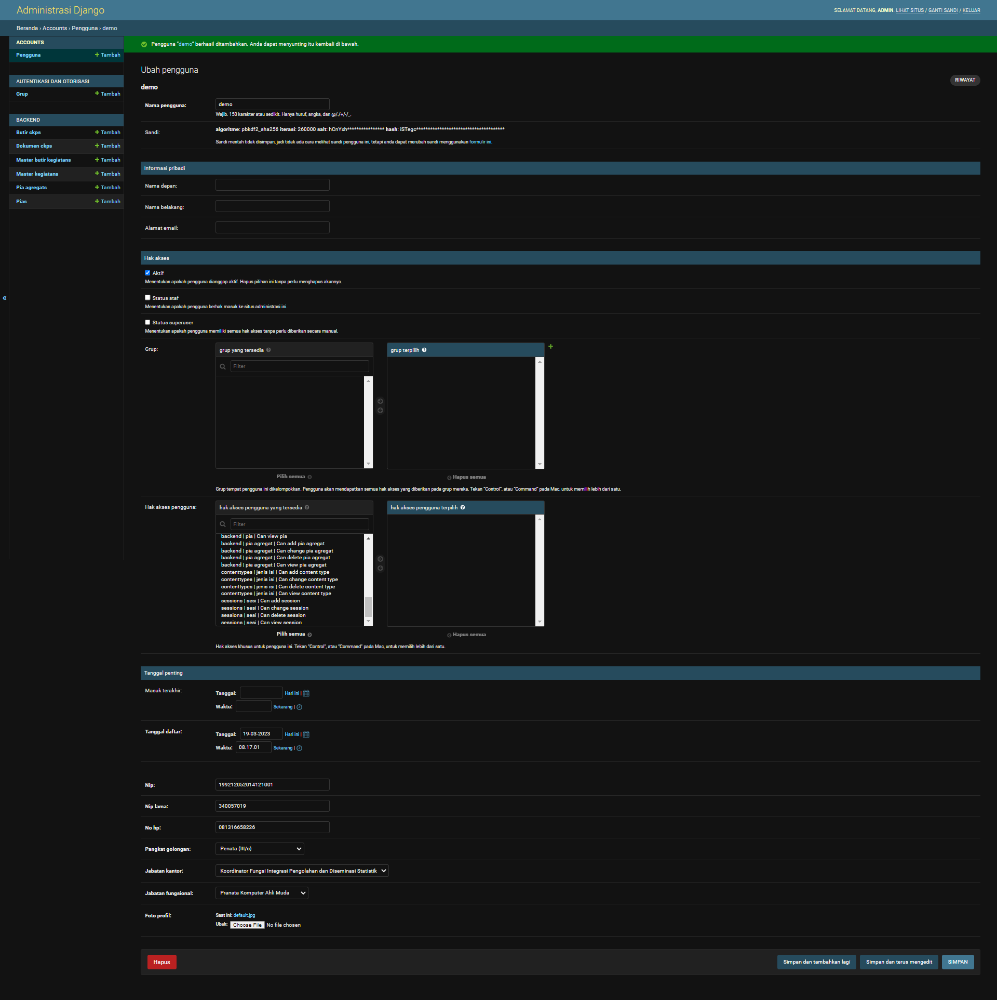 Administrasi Django
SELAMAT DATANG, ADMIN. LIHAT SITUS / GANTI SANDI / KELUAR
Beranda › Accounts › Pengguna › demo
ACCOUNTS
Pengguna + Tambah
AUTENTIKASI DAN OTORISASI
Grup + Tambah
BACKEND
Butir ckps + Tambah
Dokumen ckps + Tambah
Master butir kegiatans + Tambah
Master kegiatans + Tambah
Pia agregats + Tambah
Pias + Tambah
«
Pengguna “demo” berhasil ditambahkan. Anda dapat menyunting itu kembali di bawah.
Ubah pengguna
RIWAYAT
demo
Nama pengguna: demo
Wajib. 150 karakter atau sedikit. Hanya huruf, angka, dan @/./+/-/_.
Sandi: algoritme: pbkdf2_sha256 iterasi: 260000 salt: hCnYxh**************** hash: iSTegc**************************************
Sandi mentah tidak disimpan, jadi tidak ada cara melihat sandi pengguna ini, tetapi anda dapat merubah sandi menggunakan formulir ini.
Informasi pribadi
Nama depan:
Nama belakang:
Alamat email:
Hak akses
Aktif
Menentukan apakah pengguna dianggap aktif. Hapus pilihan ini tanpa perlu menghapus akunnya.
Status staf
Menentukan apakah pengguna berhak masuk ke situs administrasi ini.
Status superuser
Menentukan apakah pengguna memiliki semua hak akses tanpa perlu diberikan secara manual.
Grup:
grup yang tersedia ?
Filter
Pilih semua
grup terpilih ?
Hapus semua
Grup tempat pengguna ini dikelompokkan. Pengguna akan mendapatkan semua hak akses yang diberikan pada grup mereka. Tekan “Control”, atau “Command” pada Mac, untuk memilih lebih dari satu.
Hak akses pengguna:
hak akses pengguna yang tersedia ?
Filter
backend | pia | Can view pia
backend | pia agregat | Can add pia agregat
backend | pia agregat | Can change pia agregat
backend | pia agregat | Can delete pia agregat
backend | pia agregat | Can view pia agregat
contenttypes | jenis isi | Can add content type
contenttypes | jenis isi | Can change content type
contenttypes | jenis isi | Can delete content type
contenttypes | jenis isi | Can view content type
sessions | sesi | Can add session
sessions | sesi | Can change session
sessions | sesi | Can delete session
sessions | sesi | Can view session
Pilih semua
hak akses pengguna terpilih ?
Hapus semua
Hak akses khusus untuk pengguna ini. Tekan “Control”, atau “Command” pada Mac, untuk memilih lebih dari satu.
Tanggal penting
Masuk terakhir:
Tanggal: Hari ini |
Waktu: Sekarang |
Tanggal daftar:
Tanggal: 19-03-2023 Hari ini |
Waktu: 08.17.01 Sekarang |
Nip: 199212052014121001
Nip lama: 340057019
No hp: 081316658226
Pangkat golongan: Penata (III/c)
Jabatan kantor: Koordinator Fungsi Integrasi Pengolahan dan Diseminasi Statistik
Jabatan fungsional: Pranata Komputer Ahli Muda
Foto profil: Saat ini: default.jpg
Ubah: Choose File No file chosen
Hapus
Simpan dan tambahkan lagi
Simpan dan terus mengedit
SIMPAN